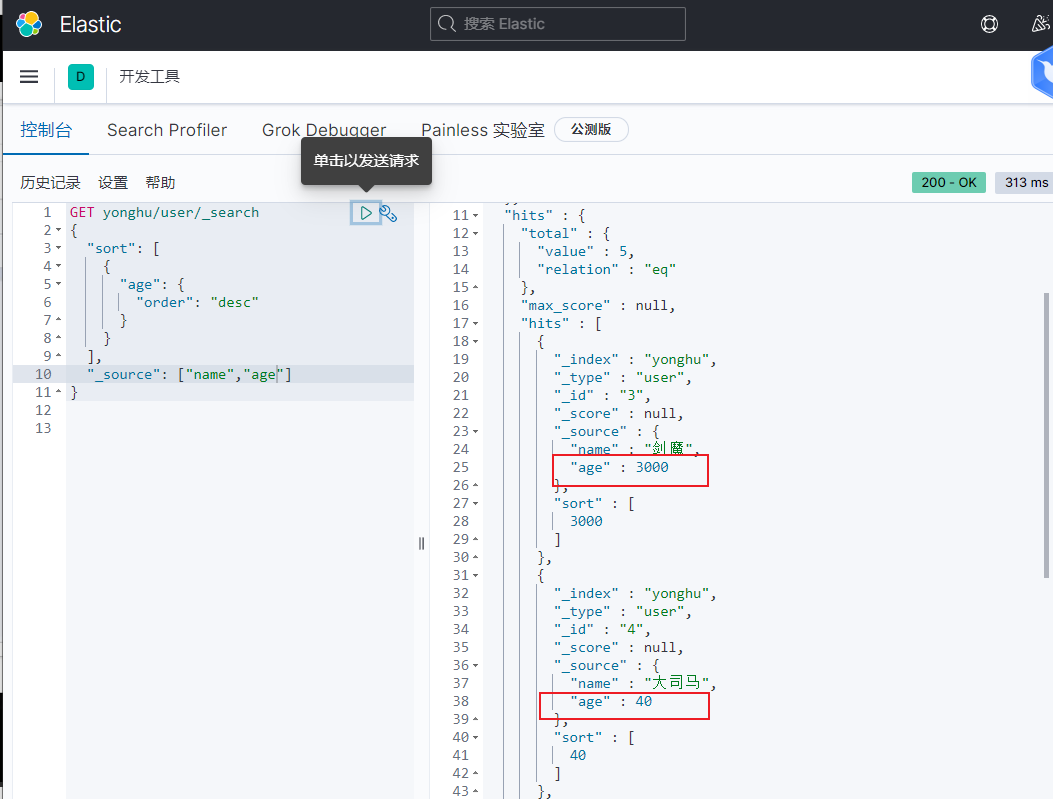 Elastic
搜索 Elastic
D
开发工具
控制台 Search Profiler Grok Debugger Painless 实验室 公测版
单击以发送请求
历史记录 设置 帮助
200 - OK 313 ms
1 GET yonghu/user/_search
2 {
3 "sort": [
4 {
5 "age": {
6 "order": "desc"
7 }
8 }
9 ],
10 "_source": ["name","age"]
11 }
12
13
11 "hits" : {
12 "total" : {
13 "value" : 5,
14 "relation" : "eq"
15 },
16 "max_score" : null,
17 "hits" : [
18 {
19 "_index" : "yonghu",
20 "_type" : "user",
21 "_id" : "3",
22 "_score" : null,
23 "_source" : {
24 "name" : "剑魔",
25 "age" : 3000
26 },
27 "sort" : [
28 3000
29 ]
30 },
31 {
32 "_index" : "yonghu",
33 "_type" : "user",
34 "_id" : "4",
35 "_score" : null,
36 "_source" : {
37 "name" : "大司马",
38 "age" : 40
39 },
40 "sort" : [
41 40
42 ]
43 },